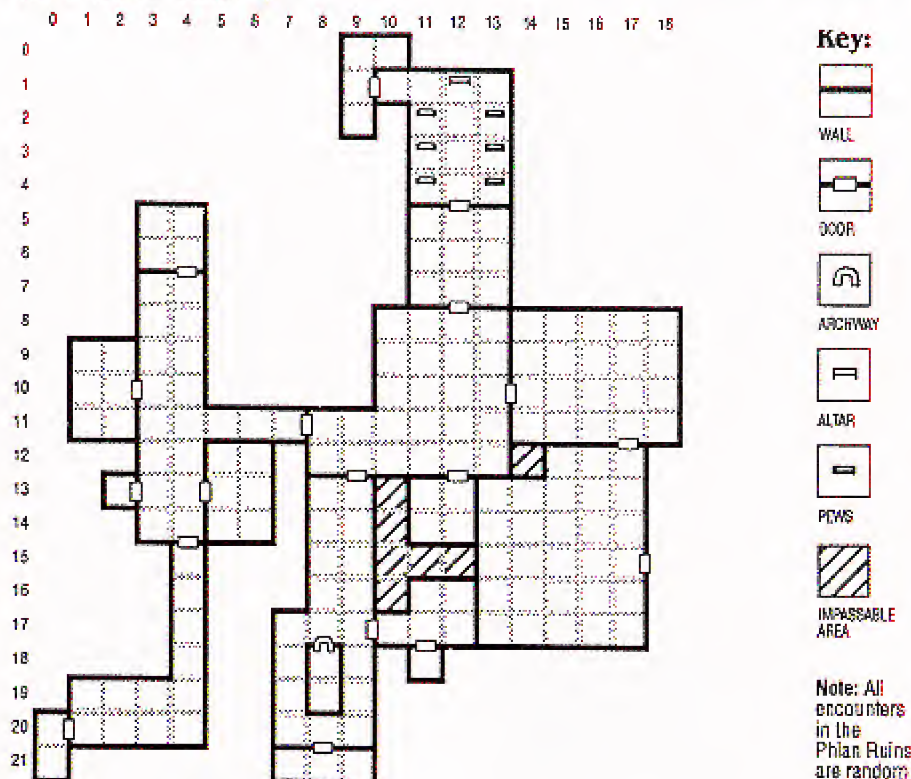 0 1 2 3 4 5 6 7 8 9 10 11 12 13 14 15 16 17 18
0
1
2
3
4
5
6
7
8
9
10
11
12
13
14
15
16
17
18
19
20
21
Key:
WALL
DOOR
ARCHWAY
ALTAR
PEWS
IMPASSABLE
AREA
Note: All
encounters
in the
Phlan Ruins
are random